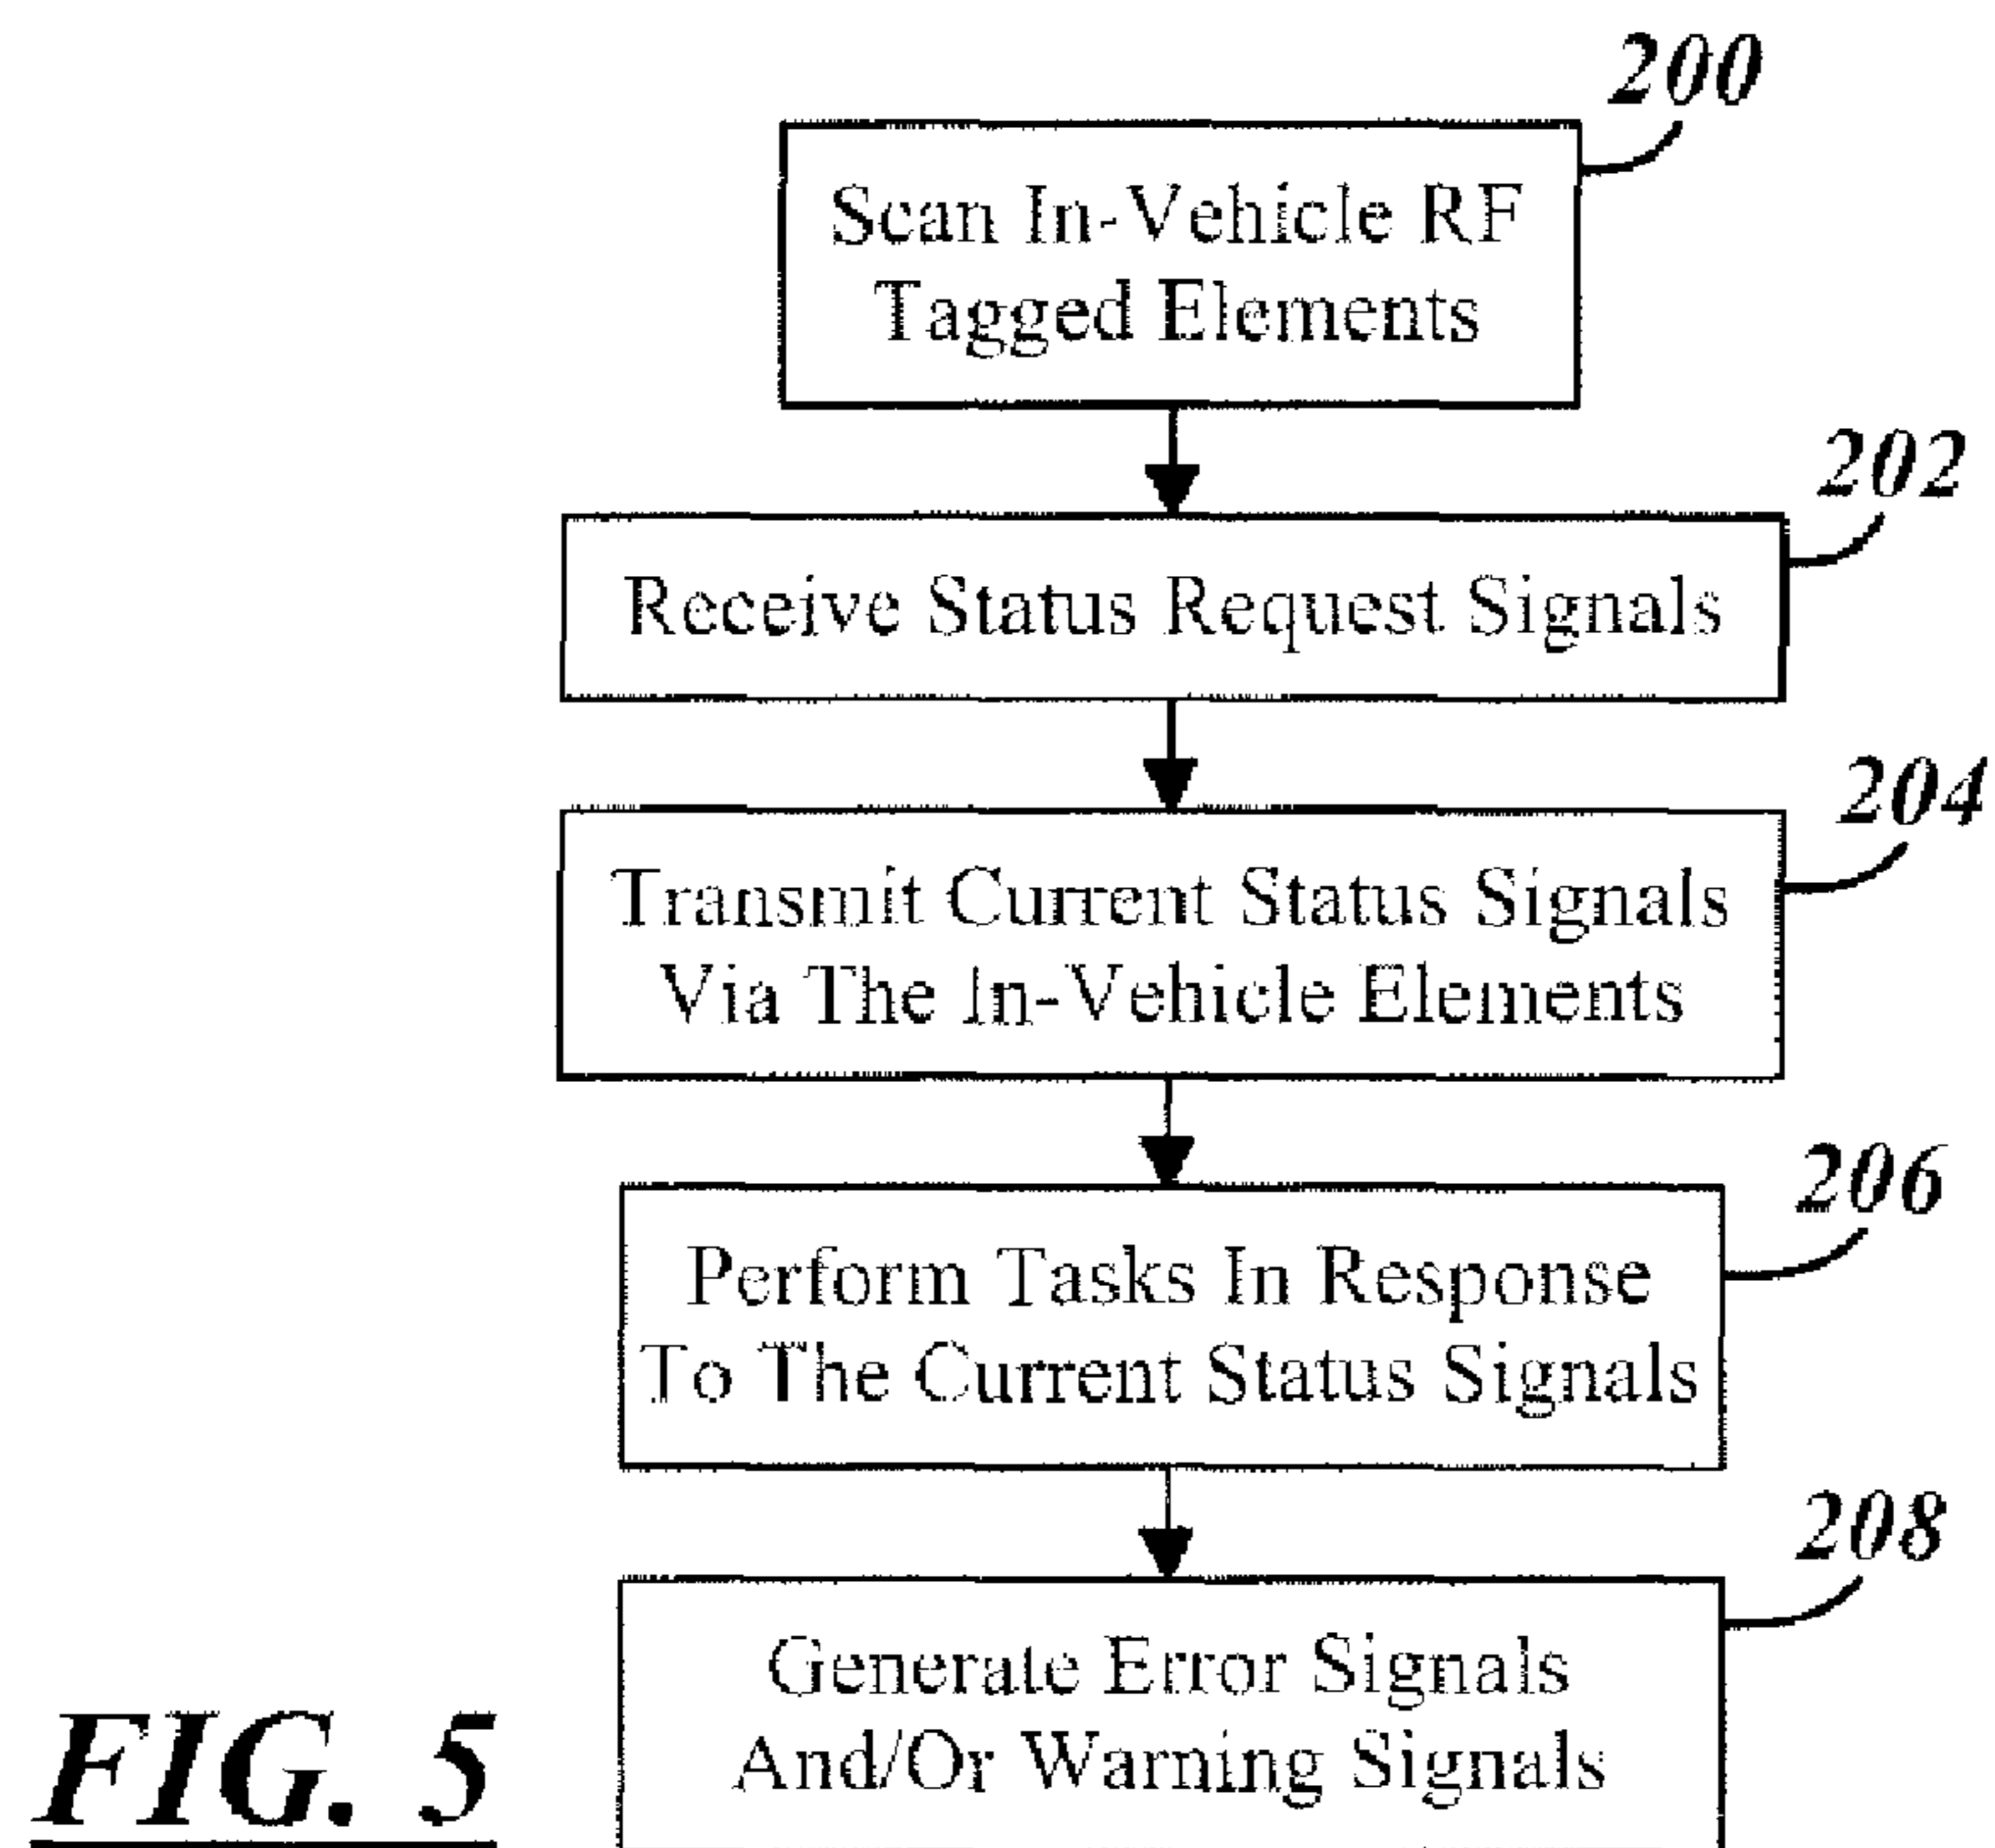 200
Scan In-Vehicle RF
Tagged Elements
202
Receive Status Request Signals
204
Transmit Current Status Signals
Via The In-Vehicle Elements
206
Perform Tasks In Response
To The Current Status Signals
208
Generate Error Signals
And/Or Warning Signals
FIG. 5